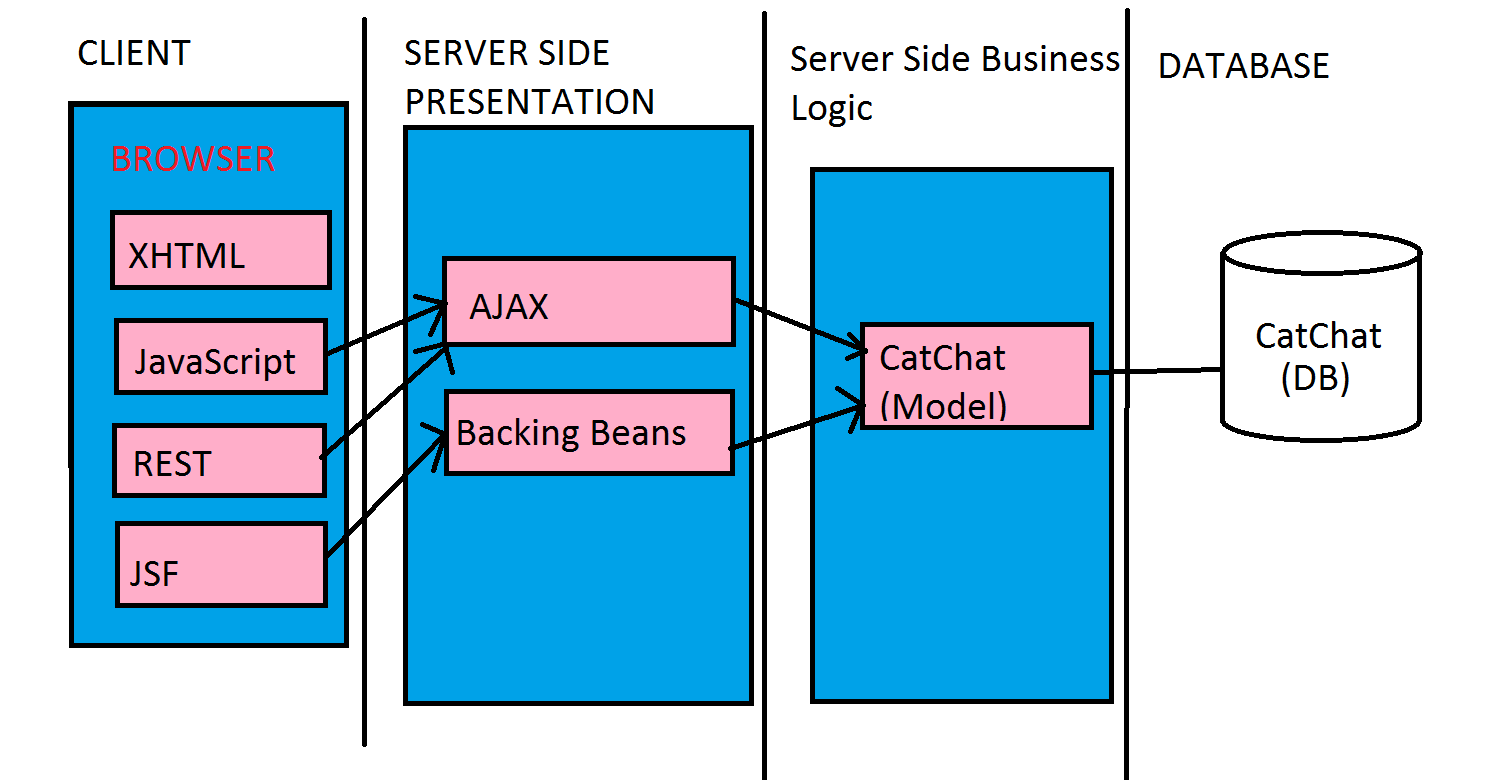 CLIENT
BROWSER
XHTML
JavaScript
REST
JSF
SERVER SIDE
PRESENTATION
AJAX
Backing Beans
Server Side Business
Logic
CatChat
(Model)
DATABASE
CatChat
(DB)